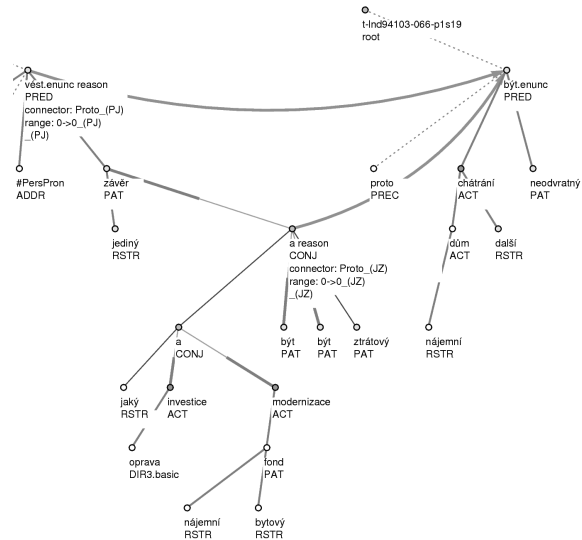 t-lnd94103-066-p1s19
root
vést.enunc reason
PRED
connector: Proto_(PJ)
range: 0->0_(PJ)
_(PJ)
být.enunc
PRED
#PersPron
ADDR
závěr
PAT
proto
PREC
chátrání
ACT
neodvratný
PAT
jediný
RSTR
a reason
CONJ
connector: Proto_(JZ)
range: 0->0_(JZ)
_(JZ)
dům
ACT
další
RSTR
a
CONJ
být
PAT
být
PAT
ztrátový
PAT
nájemní
RSTR
jaký
RSTR
investice
ACT
modernizace
ACT
oprava
DIR3.basic
fond
PAT
nájemní
RSTR
bytový
RSTR